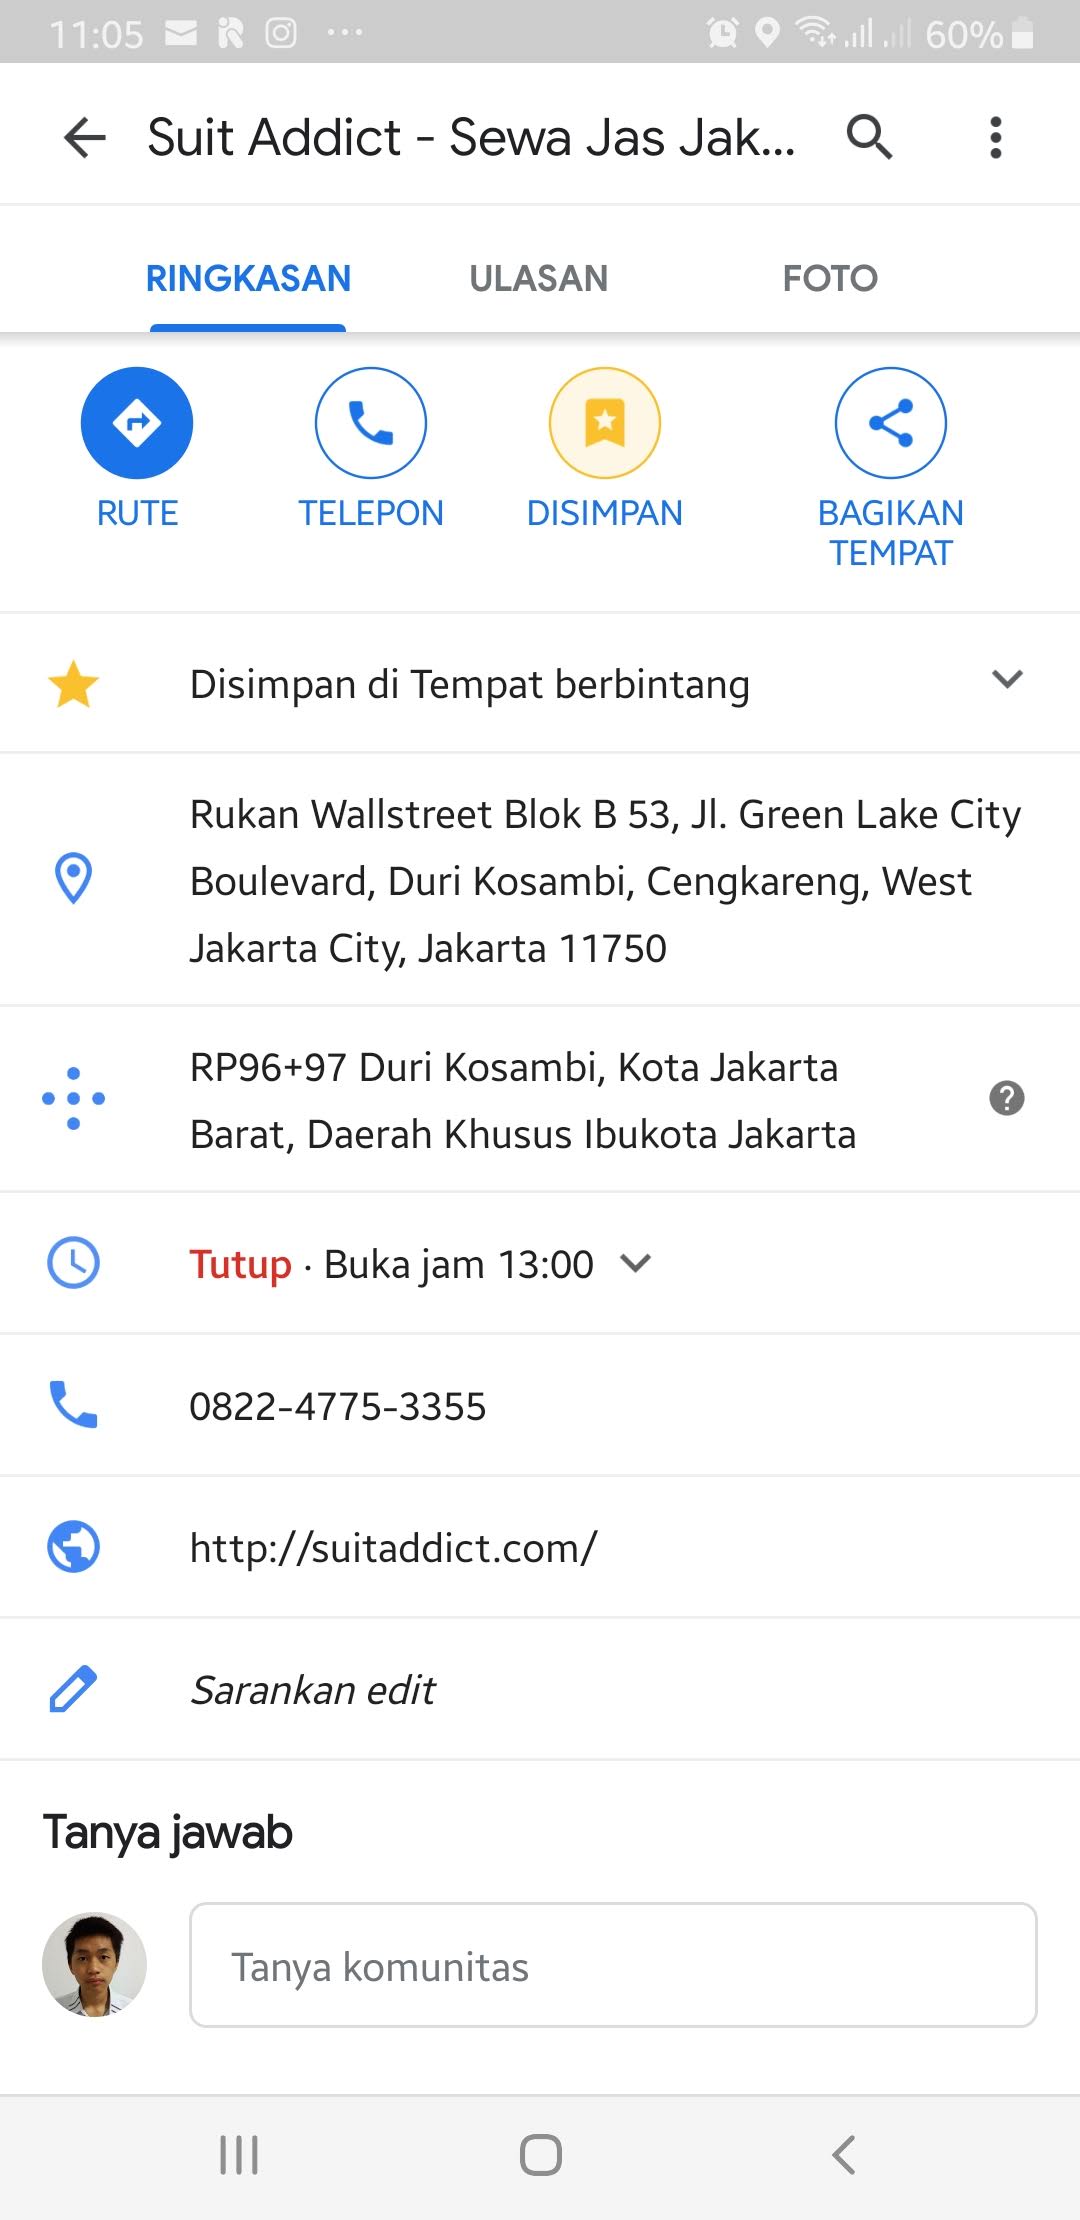 11:05 60%
Suit Addict - Sewa Jas Jak...
RINGKASAN ULASAN FOTO
RUTE TELEPON DISIMPAN BAGIKAN
TEMPAT
Disimpan di Tempat berbintang
Rukan Wallstreet Blok B 53, Jl. Green Lake City
Boulevard, Duri Kosambi, Cengkareng, West
Jakarta City, Jakarta 11750
RP96+97 Duri Kosambi, Kota Jakarta
Barat, Daerah Khusus Ibukota Jakarta
Tutup · Buka jam 13:00
0822-4775-3355
http://suitaddict.com/
Sarankan edit
Tanya jawab
Tanya komunitas